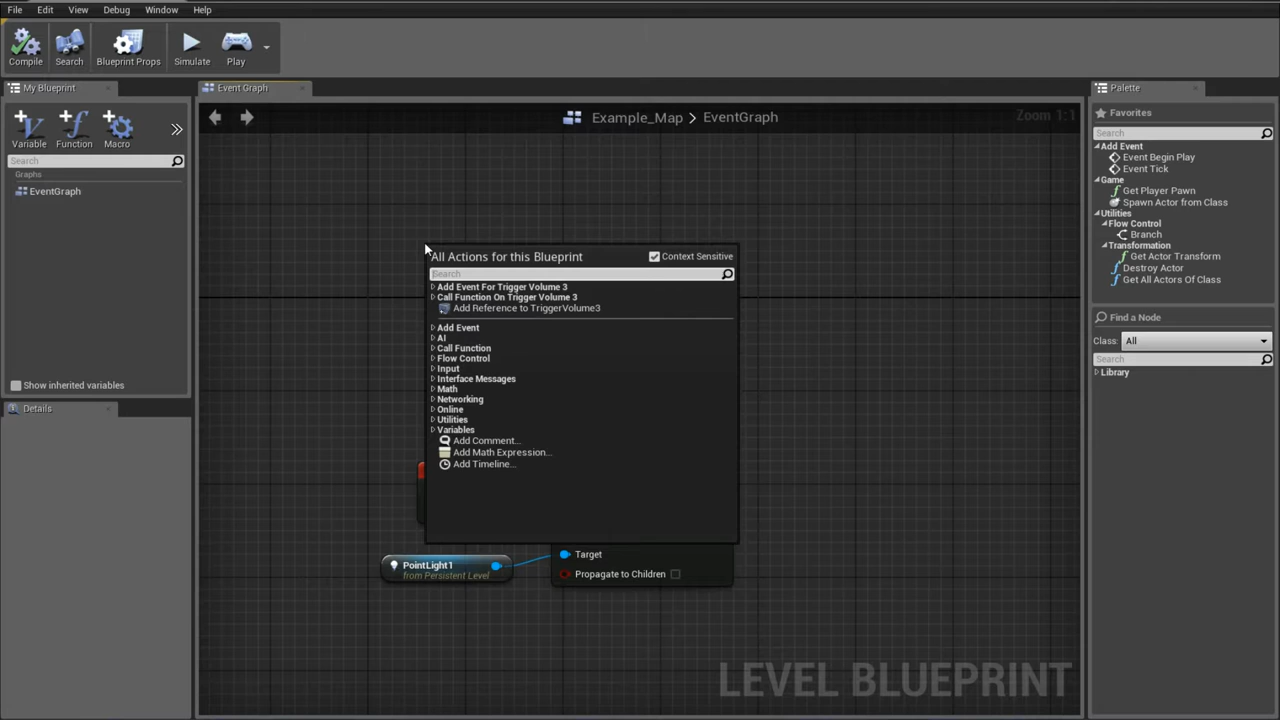 File Edit View Debug Window Help
Compile Search Blueprint Props Simulate Play
My Blueprint
Event Graph
Palette
Variable Function Macro
Search
Graphs
EventGraph
Show inherited variables
Details
Example_Map > EventGraph
Zoom 1:1
All Actions for this Blueprint
Context Sensitive
Search
Add Event For Trigger Volume 3
Call Function On Trigger Volume 3
Add Reference to TriggerVolume3
Add Event
AI
Call Function
Flow Control
Input
Interface Messages
Math
Networking
Online
Utilities
Variables
Add Comment...
Add Math Expression...
Add Timeline...
PointLight1
from Persistent Level
Target
Propagate to Children
LEVEL BLUEPRINT
Favorites
Search
Add Event
Event Begin Play
Event Tick
Game
Get Player Pawn
Spawn Actor from Class
Utilities
Flow Control
Branch
Transformation
Get Actor Transform
Destroy Actor
Get All Actors Of Class
Find a Node
Class: All
Search
Library